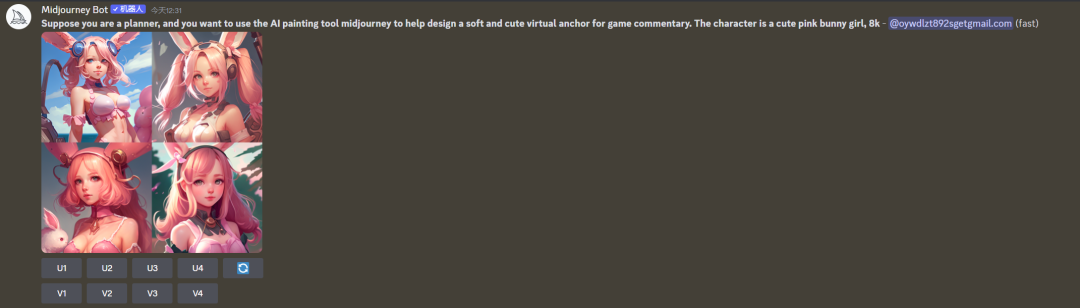 Midjourney Bot ✓机器人 今天12:31
Suppose you are a planner, and you want to use the AI painting tool midjourney to help design a soft and cute virtual anchor for game commentary. The character is a cute pink bunny girl, 8k - @oywdlzt892sgetgmail.com (fast)
U1 U2 U3 U4
V1 V2 V3 V4